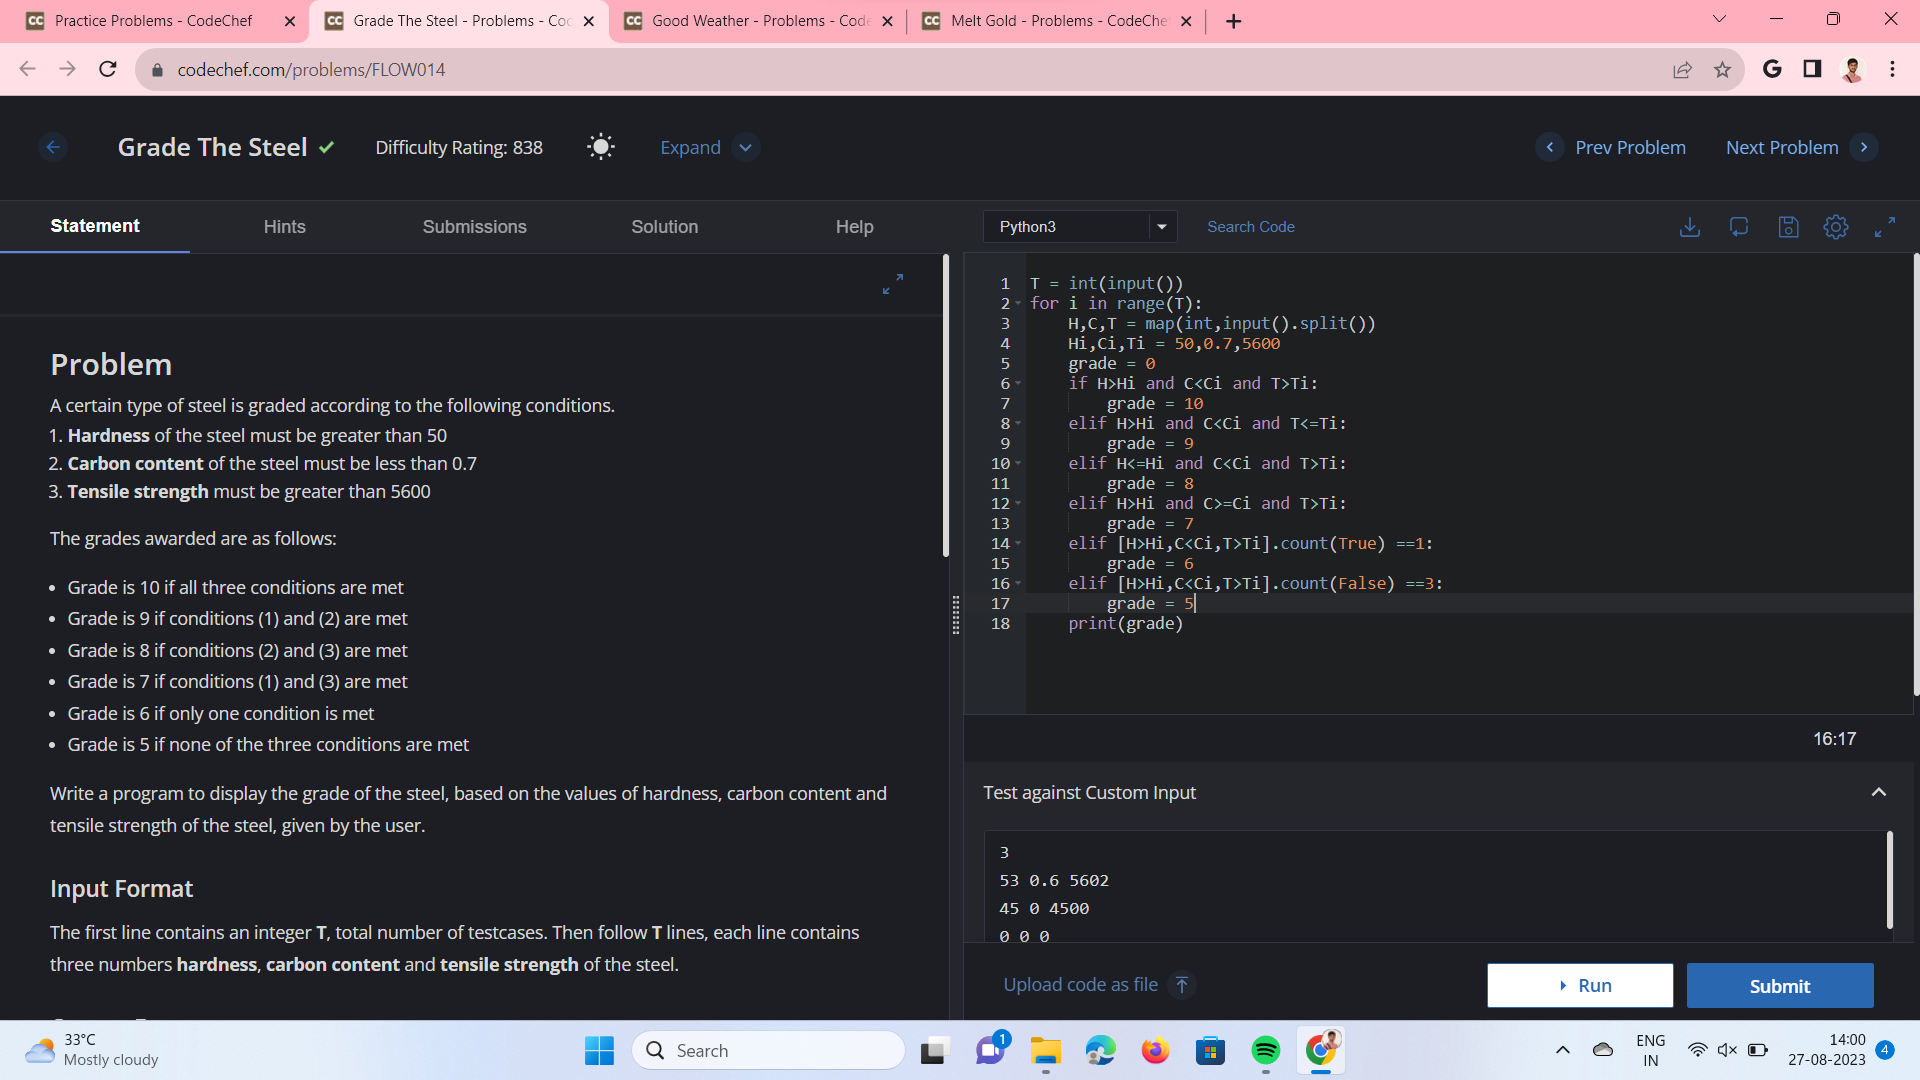 Practice Problems - CodeChef
Grade The Steel - Problems - Coc
Good Weather - Problems - Code
Melt Gold - Problems - CodeChe
codechef.com/problems/FLOW014
Grade The Steel
Difficulty Rating: 838
Expand
Prev Problem
Next Problem
Statement
Hints
Submissions
Solution
Help
Problem
A certain type of steel is graded according to the following conditions.
1. Hardness of the steel must be greater than 50
2. Carbon content of the steel must be less than 0.7
3. Tensile strength must be greater than 5600
The grades awarded are as follows:
• Grade is 10 if all three conditions are met
• Grade is 9 if conditions (1) and (2) are met
• Grade is 8 if conditions (2) and (3) are met
• Grade is 7 if conditions (1) and (3) are met
• Grade is 6 if only one condition is met
• Grade is 5 if none of the three conditions are met
Write a program to display the grade of the steel, based on the values of hardness, carbon content and
tensile strength of the steel, given by the user.
Input Format
The first line contains an integer T, total number of testcases. Then follow T lines, each line contains
three numbers hardness, carbon content and tensile strength of the steel.
Python3
Search Code
1 T = int(input())
2 for i in range(T):
3     H,C,T = map(int,input().split())
4     Hi,Ci,Ti = 50,0.7,5600
5     grade = 0
6     if H>Hi and C<Ci and T>Ti:
7         grade = 10
8     elif H>Hi and C<Ci and T<=Ti:
9         grade = 9
10     elif H<=Hi and C<Ci and T>Ti:
11         grade = 8
12     elif H>Hi and C>=Ci and T>Ti:
13         grade = 7
14     elif [H>Hi,C<Ci,T>Ti].count(True) ==1:
15         grade = 6
16     elif [H>Hi,C<Ci,T>Ti].count(False) ==3:
17         grade = 5
18     print(grade)
16:17
Test against Custom Input
3
53 0.6 5602
45 0 4500
0 0 0
Upload code as file
Run
Submit
33°C
Mostly cloudy
Search
1
ENG
IN
14:00
27-08-2023
4